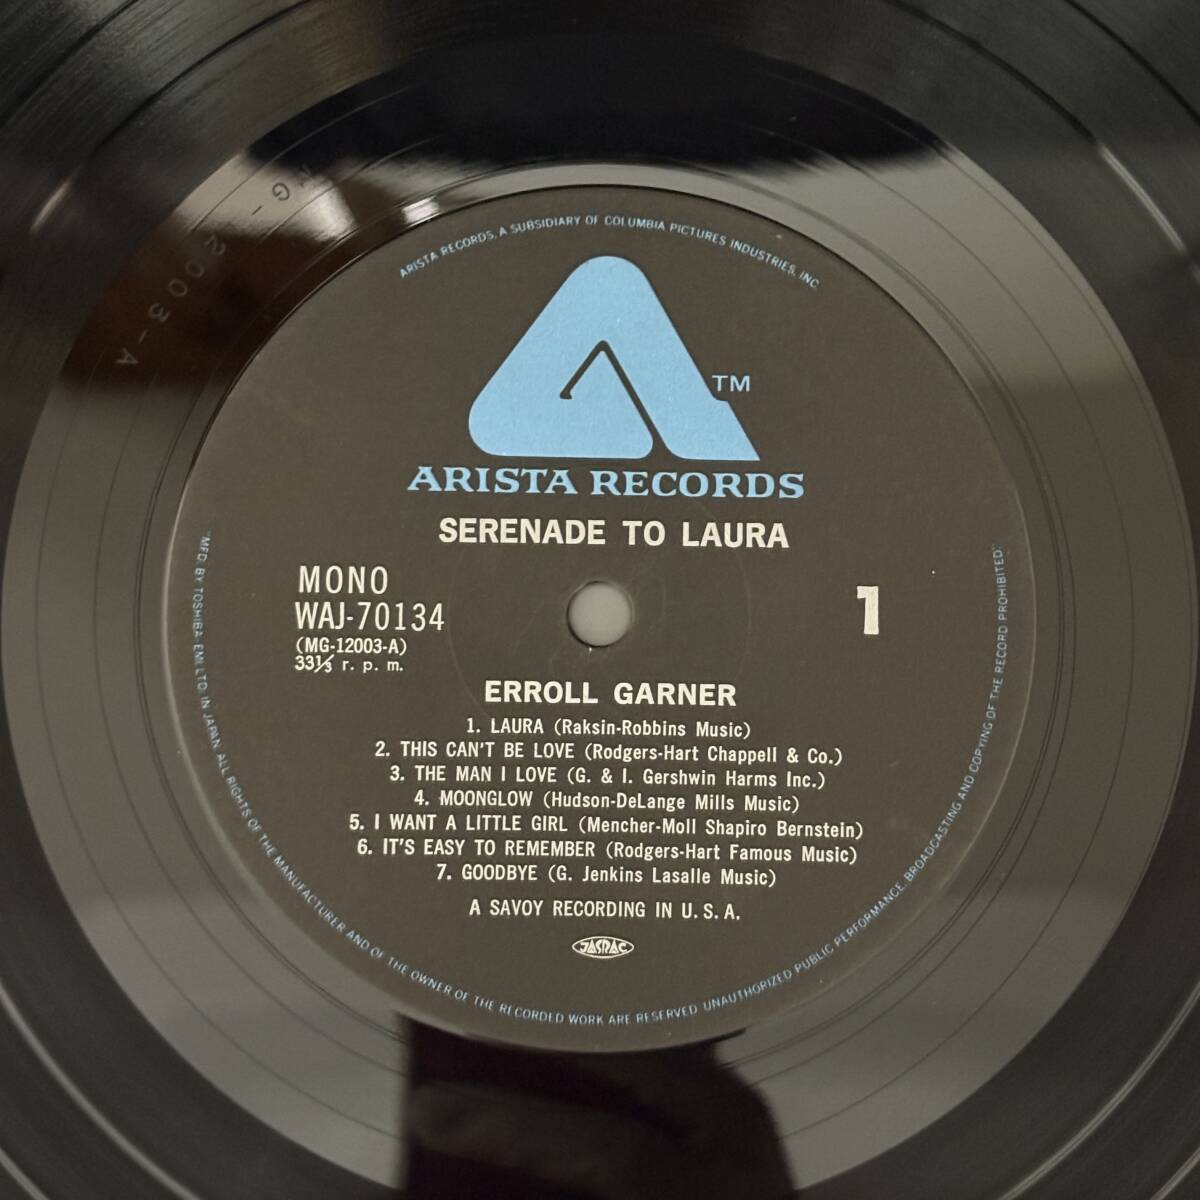 ARISTA RECORDS, A SUBSIDIARY OF COLUMBIA PICTURES INDUSTRIES, INC.
TM
ARISTA RECORDS
SERENADE TO LAURA
MONO
WAJ-70134
(MG-12003-A)
33⅓ r. p. m.
1
ERROLL GARNER
1. LAURA (Raksin-Robbins Music)
2. THIS CAN'T BE LOVE (Rodgers-Hart Chappell & Co.)
3. THE MAN I LOVE (G. & I. Gershwin Harms Inc.)
4. MOONGLOW (Hudson-DeLange Mills Music)
5. I WANT A LITTLE GIRL (Mencher-Moll Shapiro Bernstein)
6. IT'S EASY TO REMEMBER (Rodgers-Hart Famous Music)
7. GOODBYE (G. Jenkins Lasalle Music)
A SAVOY RECORDING IN U. S. A.
JASRAC
"MFD. BY TOSHIBA-EMI LTD. IN JAPAN ALL RIGHTS OF THE MANUFACTURER AND OF THE OWNER OF THE RECORDED WORK ARE RESERVED UNAUTHORIZED PUBLIC PERFORMANCE, BROADCASTING AND COPYING OF THE RECORD PROHIBITED"
MG-12003-A